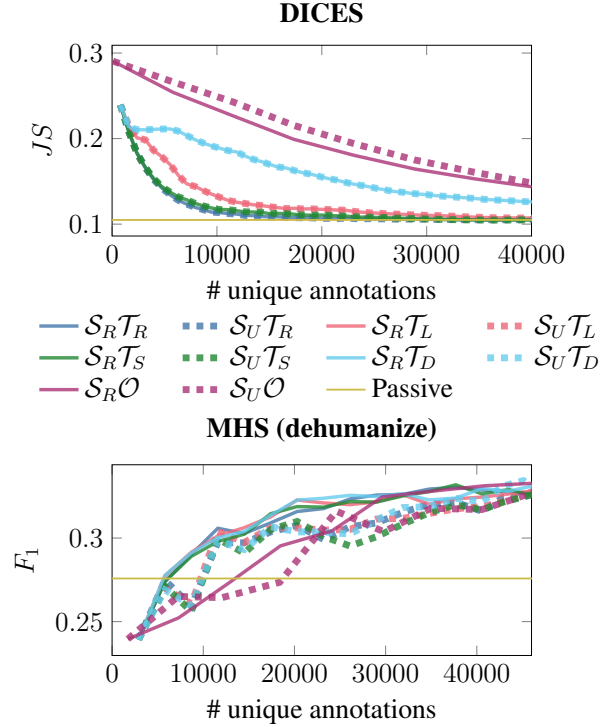 DICES
0.3
0.2
0.1
JS
0 10000 20000 30000 40000
# unique annotations
S_R T_R S_U T_R S_R T_L S_U T_L
S_R T_S S_U T_S S_R T_D S_U T_D
S_R O S_U O Passive
MHS (dehumanize)
0.3
0.25
F_1
0 10000 20000 30000 40000
# unique annotations